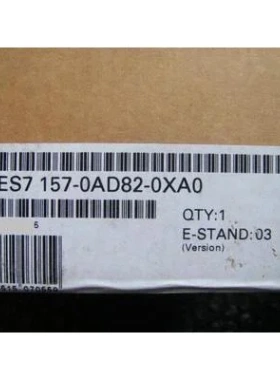 ES7 157-0AD82-0XA0
QTY:1
E-STAND:03
(Version)
5